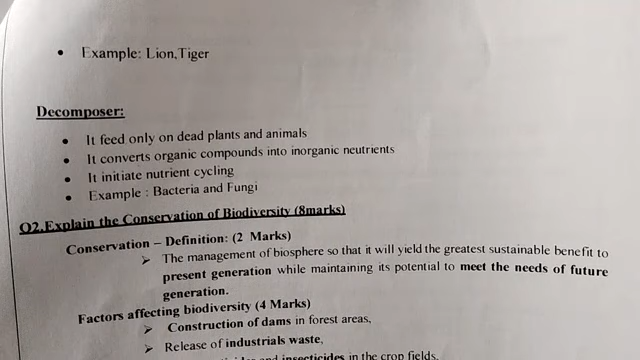 • Example: Lion,Tiger
Decomposer:
• It feed only on dead plants and animals
• It converts organic compounds into inorganic neutrients
• It initiate nutrient cycling
• Example : Bacteria and Fungi
Q2.Explain the Conservation of Biodiversity (8marks)
Conservation – Definition: (2 Marks)
➢ The management of biosphere so that it will yield the greatest sustainable benefit to
present generation while maintaining its potential to meet the needs of future
generation.
Factors affecting biodiversity (4 Marks)
➢ Construction of dams in forest areas,
➢ Release of industrials waste,
and insecticides in the crop fields.